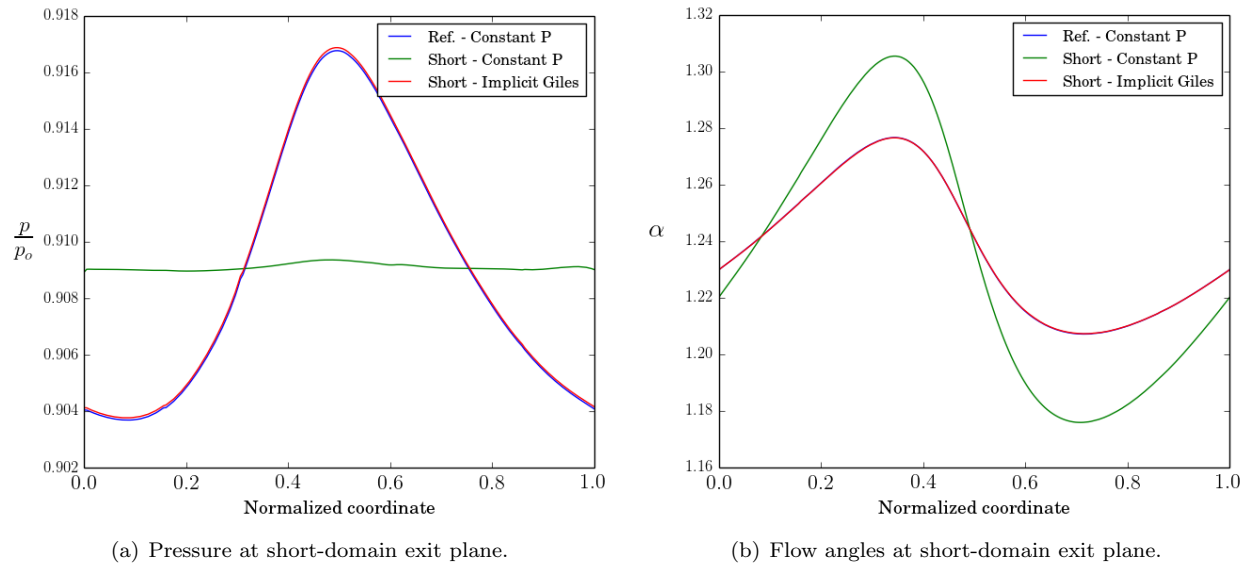 0.918
0.916
0.914
0.912
0.910
0.908
0.906
0.904
0.902
p
p_o
Ref. - Constant P
Short - Constant P
Short - Implicit Giles
0.0 0.2 0.4 0.6 0.8 1.0
Normalized coordinate
(a) Pressure at short-domain exit plane.
1.32
1.30
1.28
1.26
1.24
1.22
1.20
1.18
1.16
α
Ref. - Constant P
Short - Constant P
Short - Implicit Giles
0.0 0.2 0.4 0.6 0.8 1.0
Normalized coordinate
(b) Flow angles at short-domain exit plane.